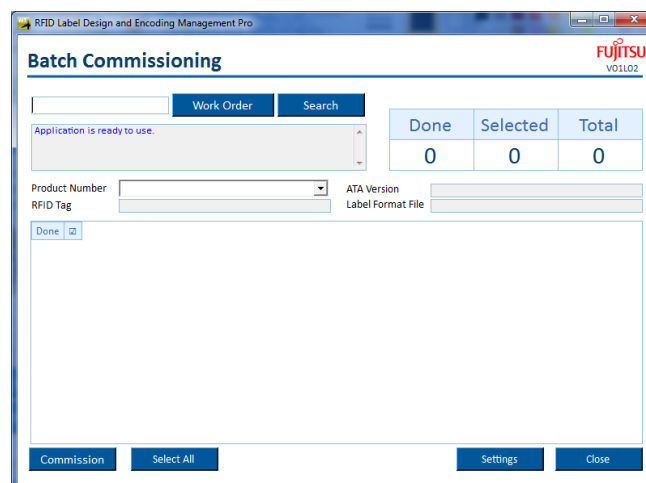 RFID Label Design and Encoding Management Pro
Batch Commissioning
FUJITSU
V01L02
Work Order Search
Application is ready to use.
Done Selected Total
0 0 0
Product Number
ATA Version
RFID Tag
Label Format File
Done
Commission Select All Settings Close